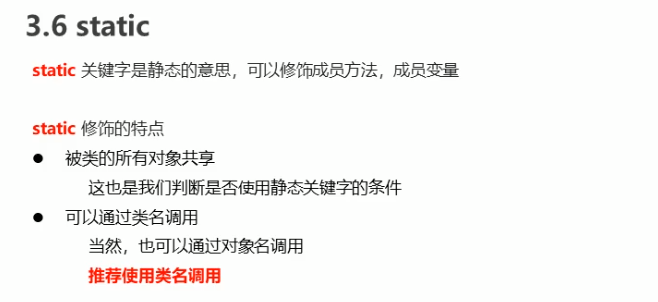 3.6 static
static 关键字是静态的意思，可以修饰成员方法，成员变量
static 修饰的特点
● 被类的所有对象共享
这也是我们判断是否使用静态关键字的条件
● 可以通过类名调用
当然，也可以通过对象名调用
推荐使用类名调用